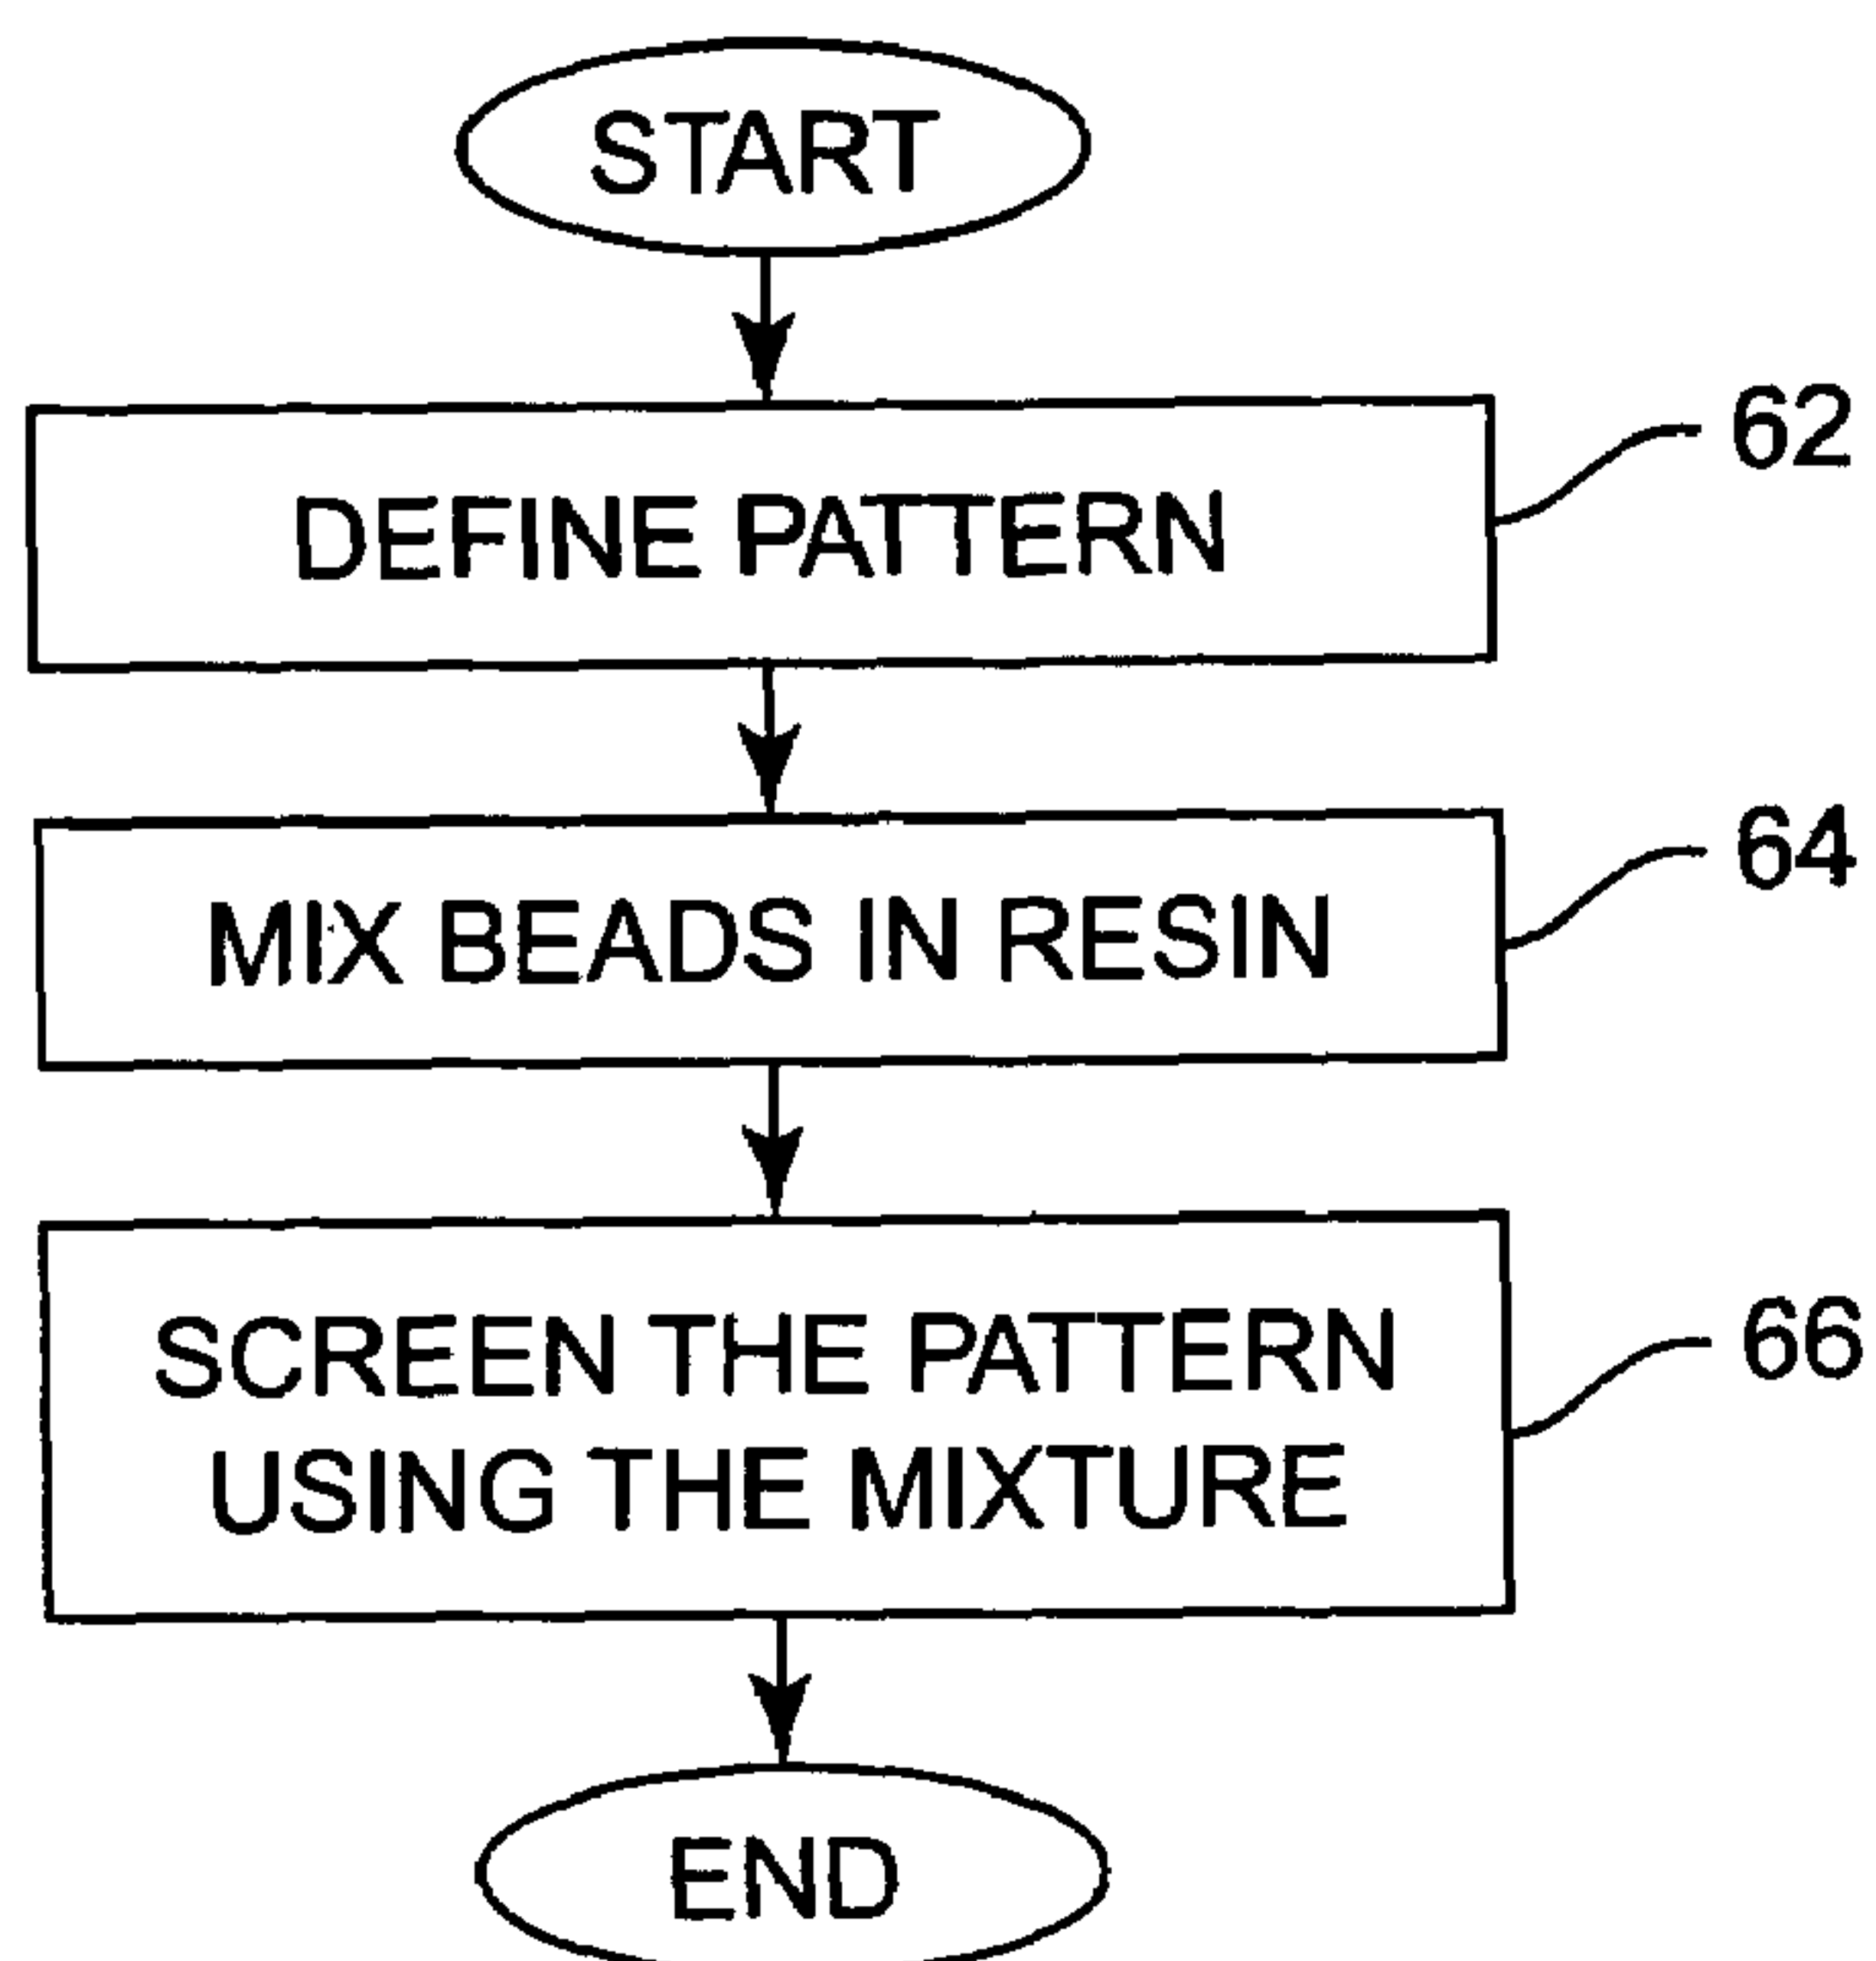 START
DEFINE PATTERN
62
MIX BEADS IN RESIN
64
SCREEN THE PATTERN
USING THE MIXTURE
66
END